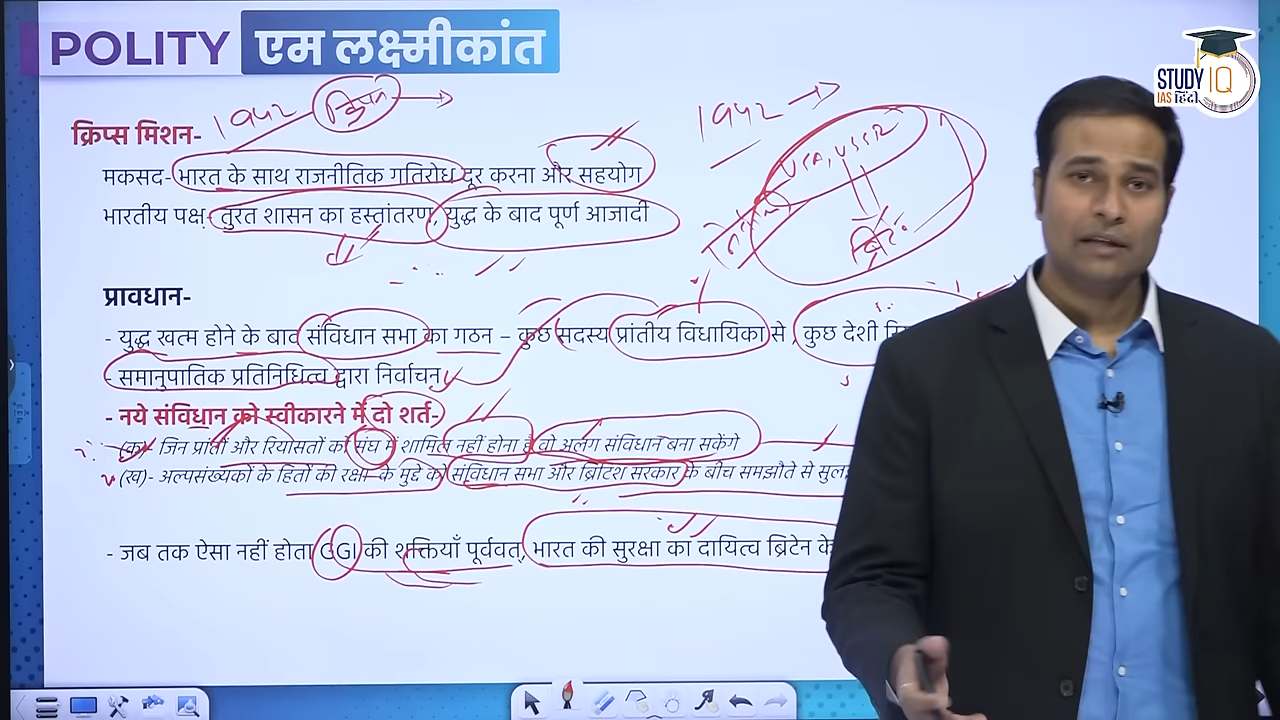 POLITY एम लक्ष्मीकांत
STUDY IQ
IAS हिंदी
1942 क्रिप्स
1942
USA, USSR
ब्रिटेन
क्रिप्स मिशन-
मकसद- भारत के साथ राजनीतिक गतिरोध दूर करना और सहयोग
भारतीय पक्ष- तुरत शासन का हस्तांतरण, युद्ध के बाद पूर्ण आजादी
प्रावधान-
- युद्ध खत्म होने के बाद संविधान सभा का गठन – कुछ सदस्य प्रांतीय विधायिका से, कुछ देशी
- समानुपातिक प्रतिनिधित्व द्वारा निर्वाचन
- नये संविधान को स्वीकारने में दो शर्त-
(क)- जिन प्रांतों और रियोसतों को संघ में शामिल नहीं होना है वो अलग संविधान बना सकेंगे
(ख)- अल्पसंख्यकों के हितों की रक्षा के मुद्दे को संविधान सभा और ब्रिटिश सरकार के बीच समझौते से
- जब तक ऐसा नहीं होता GGI की शक्तियाँ पूर्ववत, भारत की सुरक्षा का दायित्व ब्रिटेन के